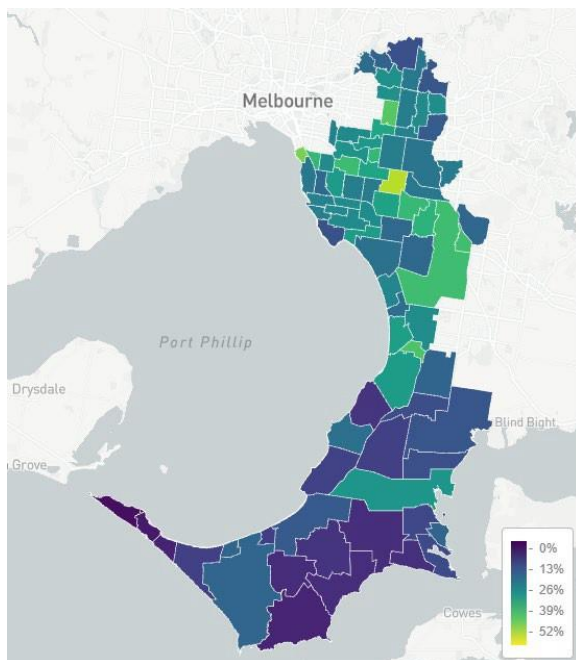 Melbourne
Port Phillip
Drysdale
Blind Bight
Grove
Cowes
0%
13%
26%
39%
52%